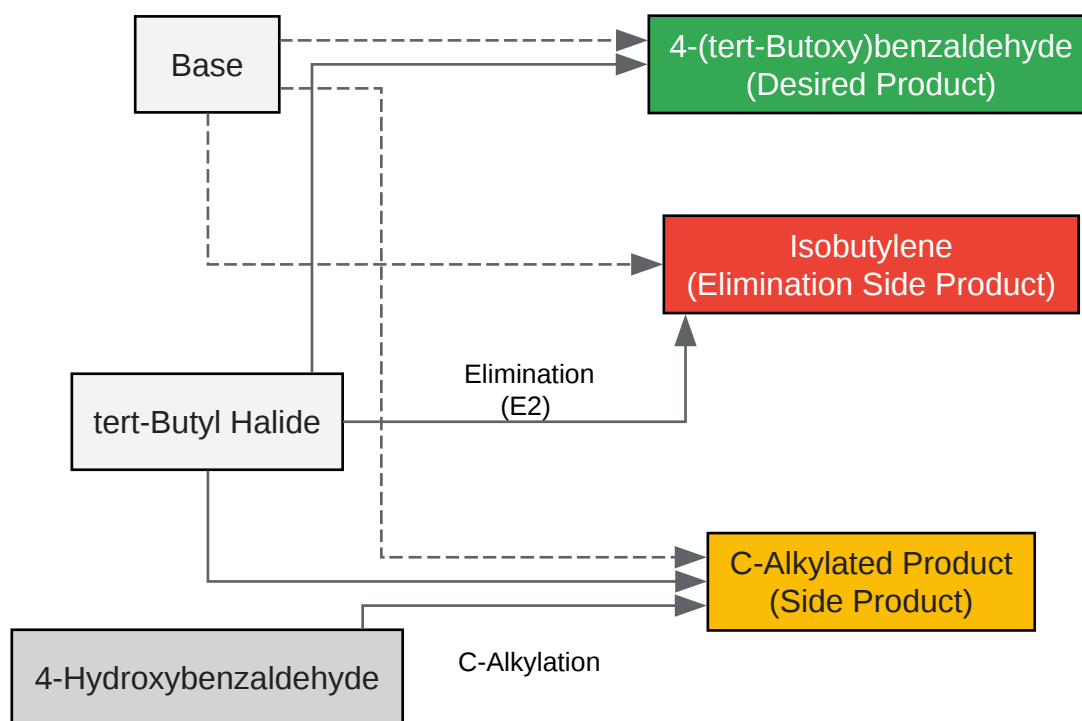 Base
4-(tert-Butoxy)benzaldehyde
(Desired Product)
Isobutylene
(Elimination Side Product)
Elimination
(E2)
tert-Butyl Halide
C-Alkylated Product
(Side Product)
4-Hydroxybenzaldehyde
C-Alkylation